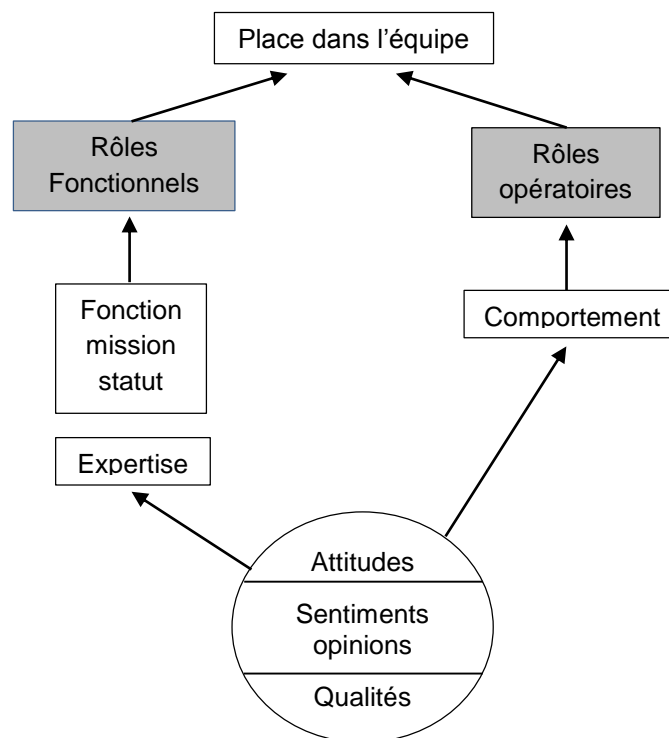 Place dans l’équipe
Rôles
Fonctionnels
Rôles
opératoires
Fonction
mission
statut
Comportement
Expertise
Attitudes
Sentiments
opinions
Qualités